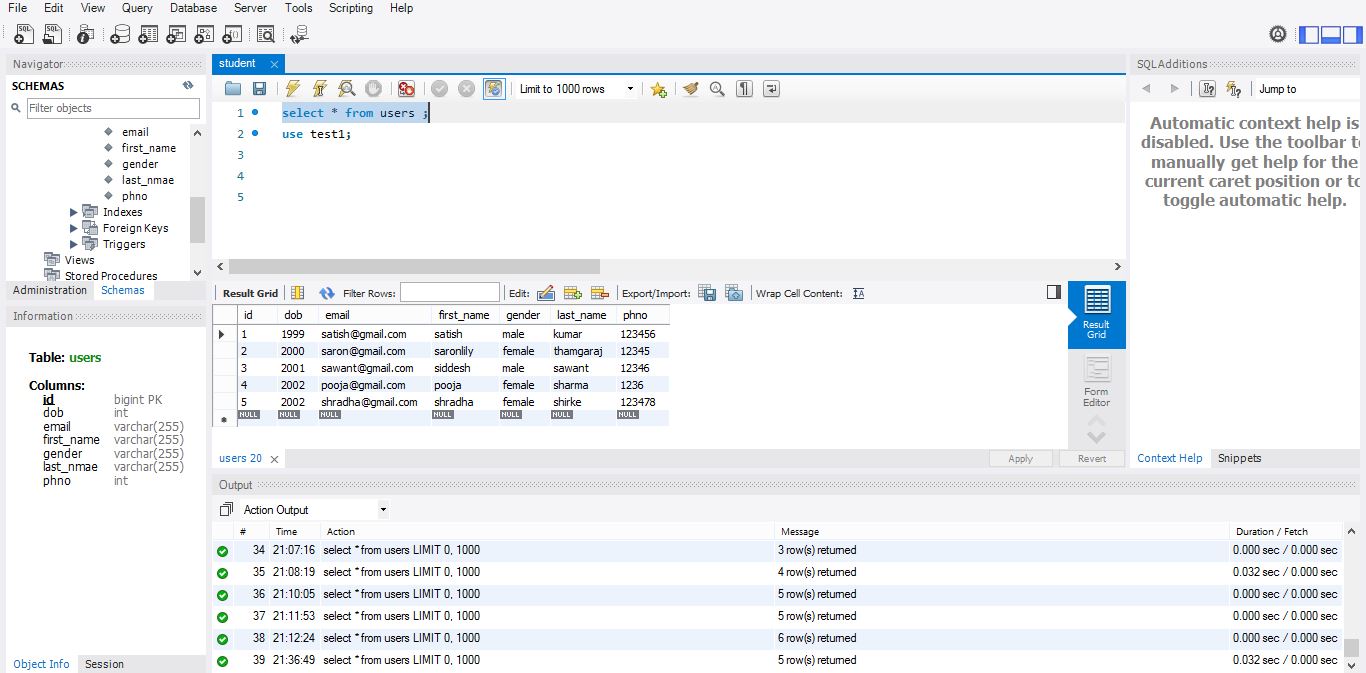 File Edit View Query Database Server Tools Scripting Help
Navigator
SCHEMAS
Filter objects
email
first_name
gender
last_nmae
phno
Indexes
Foreign Keys
Triggers
Views
Stored Procedures
Administration Schemas
Information
Table: users
Columns:
id bigint PK
dob int
email varchar(255)
first_name varchar(255)
gender varchar(255)
last_nmae varchar(255)
phno int
Object Info Session
student
Limit to 1000 rows
1 select * from users ;
2 use test1;
3
4
5
Result Grid Filter Rows: Edit: Export/Import: Wrap Cell Content:
id dob email first_name gender last_name phno
1 1999 satish@gmail.com satish male kumar 123456
2 2000 saron@gmail.com saronlily female thamgaraj 12345
3 2001 sawant@gmail.com siddesh male sawant 12346
4 2002 pooja@gmail.com pooja female sharma 1236
5 2002 shradha@gmail.com shradha female shirke 123478
NULL NULL NULL NULL NULL NULL NULL
Result
Grid
Form
Editor
users 20 Apply Revert
SQLAdditions
Jump to
Automatic context help is
disabled. Use the toolbar to
manually get help for the
current caret position or to
toggle automatic help.
Context Help Snippets
Output
Action Output
# Time Action Message Duration / Fetch
34 21:07:16 select * from users LIMIT 0, 1000 3 row(s) returned 0.000 sec / 0.000 sec
35 21:08:19 select * from users LIMIT 0, 1000 4 row(s) returned 0.032 sec / 0.000 sec
36 21:10:05 select * from users LIMIT 0, 1000 5 row(s) returned 0.000 sec / 0.000 sec
37 21:11:53 select * from users LIMIT 0, 1000 5 row(s) returned 0.000 sec / 0.000 sec
38 21:12:24 select * from users LIMIT 0, 1000 6 row(s) returned 0.000 sec / 0.000 sec
39 21:36:49 select * from users LIMIT 0, 1000 5 row(s) returned 0.032 sec / 0.000 sec